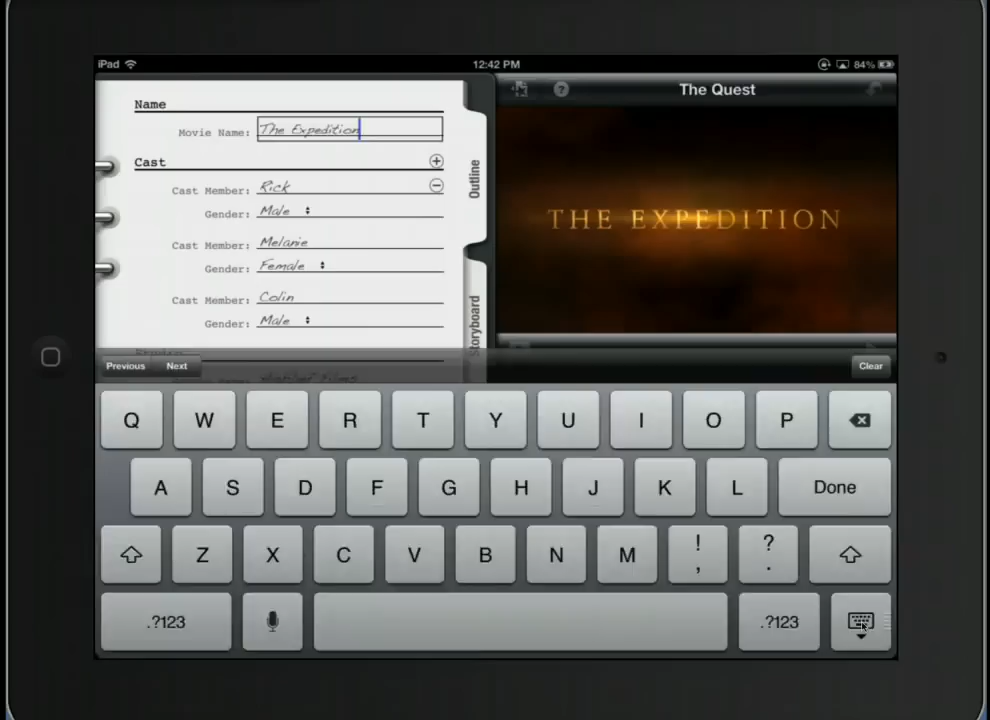 iPad 12:42 PM 84%
The Quest
Name
Movie Name: The Expedition
Cast
Cast Member: Rick
Gender: Male
Cast Member: Melanie
Gender: Female
Cast Member: Colin
Gender: Male
Outline
Storyboard
THE EXPEDITION
Previous Next Clear
Q W E R T Y U I O P
A S D F G H J K L Done
Z X C V B N M ! , ? .
.?123 .?123